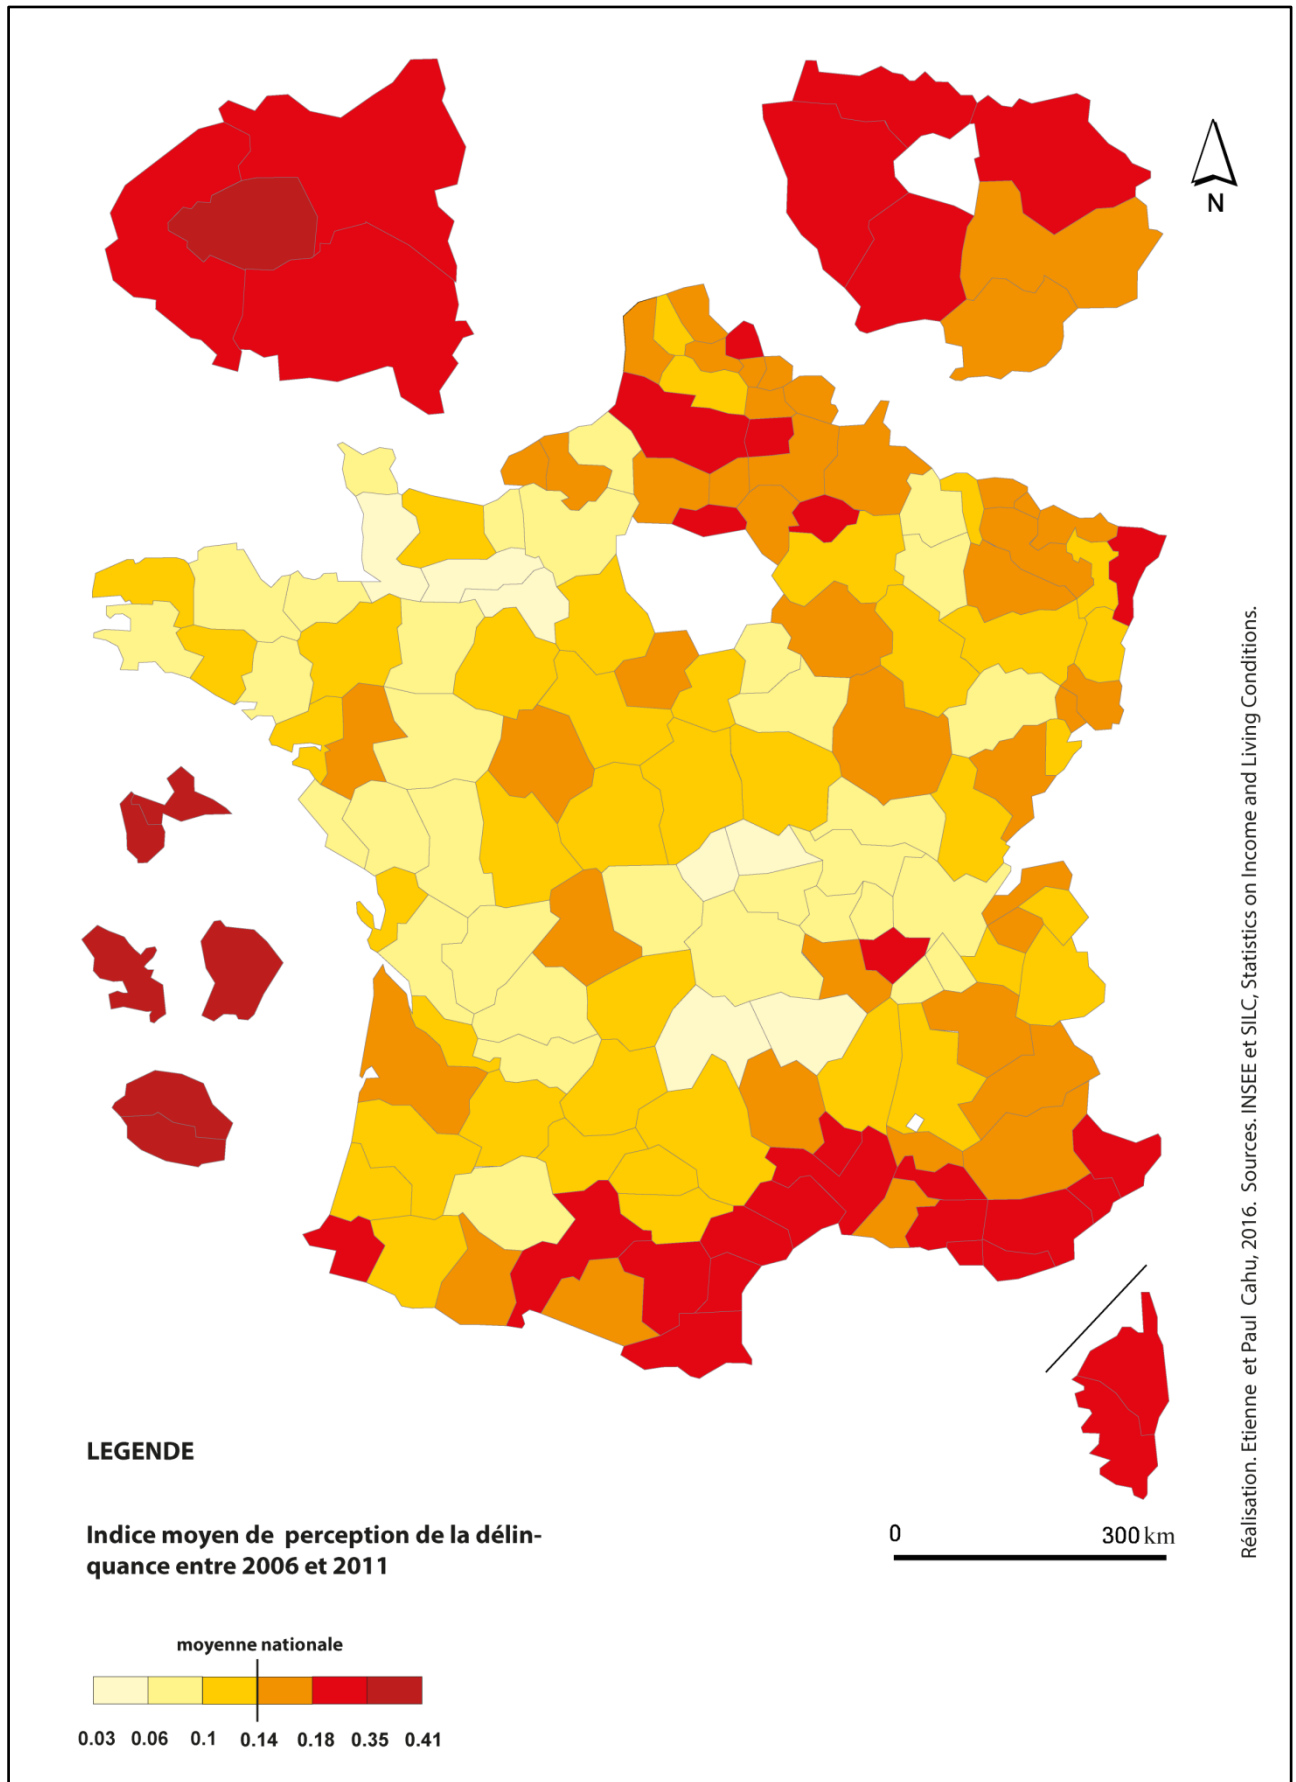 N
Réalisation. Etienne et Paul Cahu, 2016. Sources. INSEE et SILC, Statistics on Income and Living Conditions.
LEGENDE
Indice moyen de perception de la délin-
quance entre 2006 et 2011
0 300 km
moyenne nationale
0.03 0.06 0.1 0.14 0.18 0.35 0.41